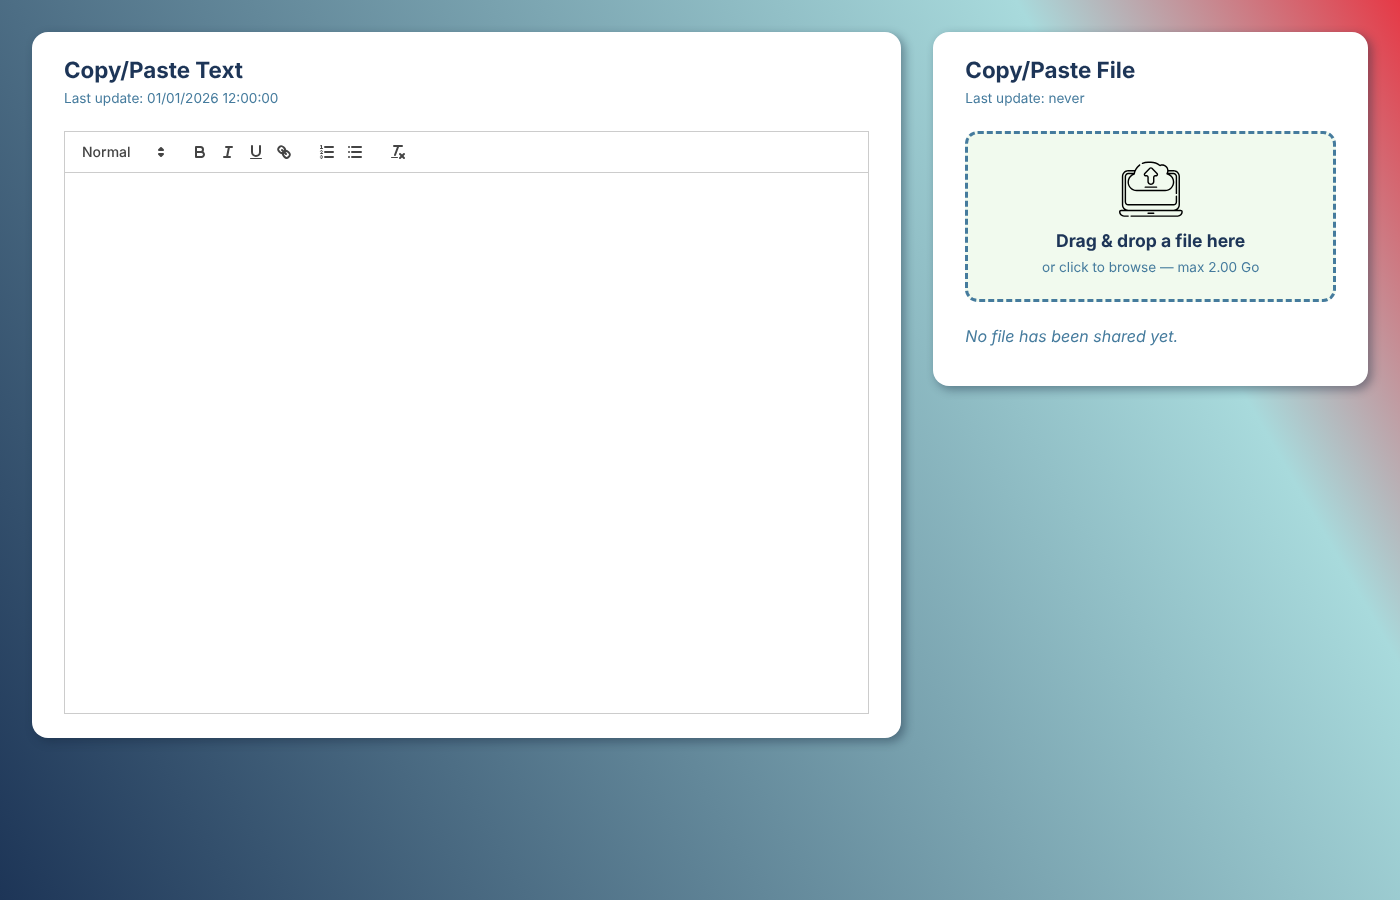 Copy/Paste Text
Last update: 01/01/2026 12:00:00
Normal
Copy/Paste File
Last update: never
Drag & drop a file here
or click to browse — max 2.00 Go
No file has been shared yet.